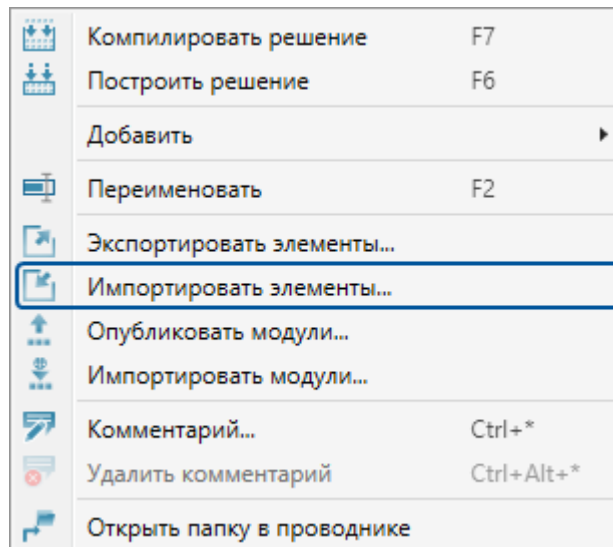 Компилировать решение F7
Построить решение F6
Добавить
Переименовать F2
Экспортировать элементы...
Импортировать элементы...
Опубликовать модули...
Импортировать модули...
Комментарий... Ctrl+*
Удалить комментарий Ctrl+Alt+*
Открыть папку в проводнике